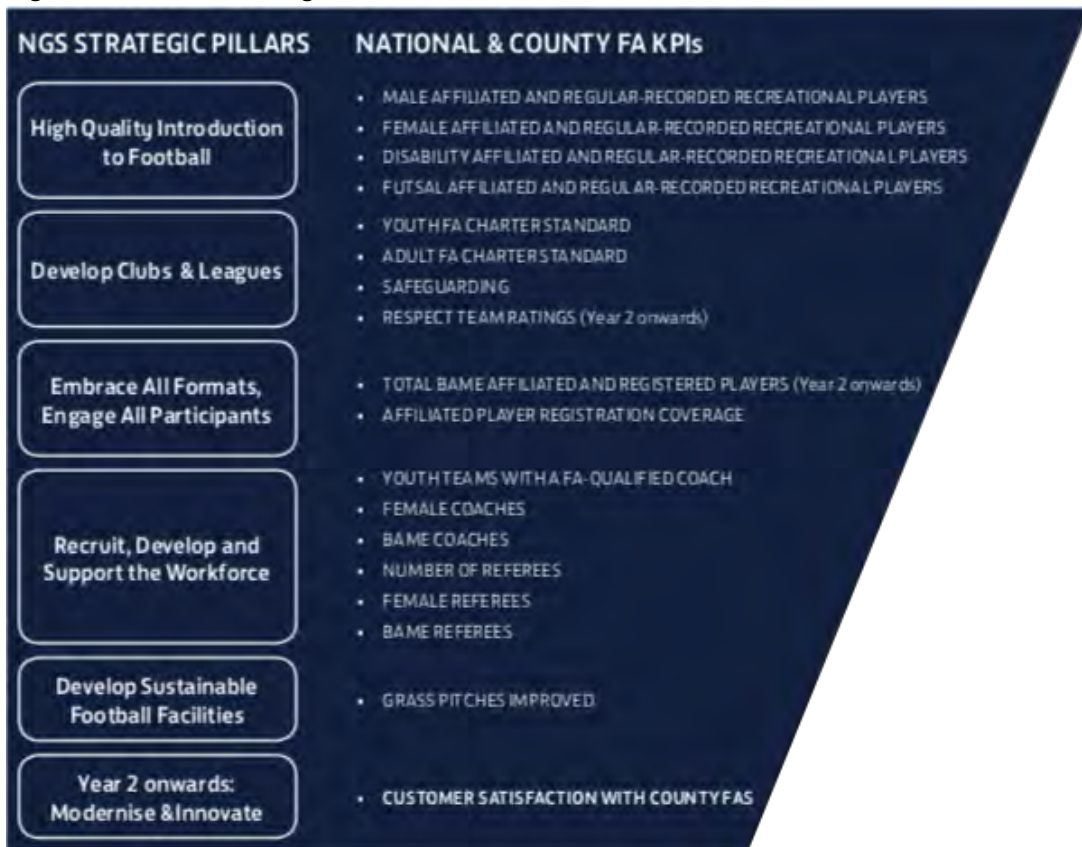 NGS STRATEGIC PILLARS
NATIONAL & COUNTY FA KPIs
High Quality Introduction
to Football
• MALE AFFILIATED AND REGULAR-RECORDED RECREATIONAL PLAYERS
• FEMALE AFFILIATED AND REGULAR-RECORDED RECREATIONAL PLAYERS
• DISABILITY AFFILIATED AND REGULAR-RECORDED RECREATIONAL PLAYERS
• FUTSAL AFFILIATED AND REGULAR-RECORDED RECREATIONAL PLAYERS
Develop Clubs & Leagues
• YOUTH FA CHARTER STANDARD
• ADULT FA CHARTER STANDARD
• SAFEGUARDING
• RESPECT TEAM RATINGS (Year 2 onwards)
Embrace All Formats,
Engage All Participants
• TOTAL BAME AFFILIATED AND REGISTERED PLAYERS (Year 2 onwards)
• AFFILIATED PLAYER REGISTRATION COVERAGE
Recruit, Develop and
Support the Workforce
• YOUTH TEAMS WITH A FA-QUALIFIED COACH
• FEMALE COACHES
• BAME COACHES
• NUMBER OF REFEREES
• FEMALE REFEREES
• BAME REFEREES
Develop Sustainable
Football Facilities
• GRASS PITCHES IMPROVED
Year 2 onwards:
Modernise & Innovate
• CUSTOMER SATISFACTION WITH COUNTY FAS